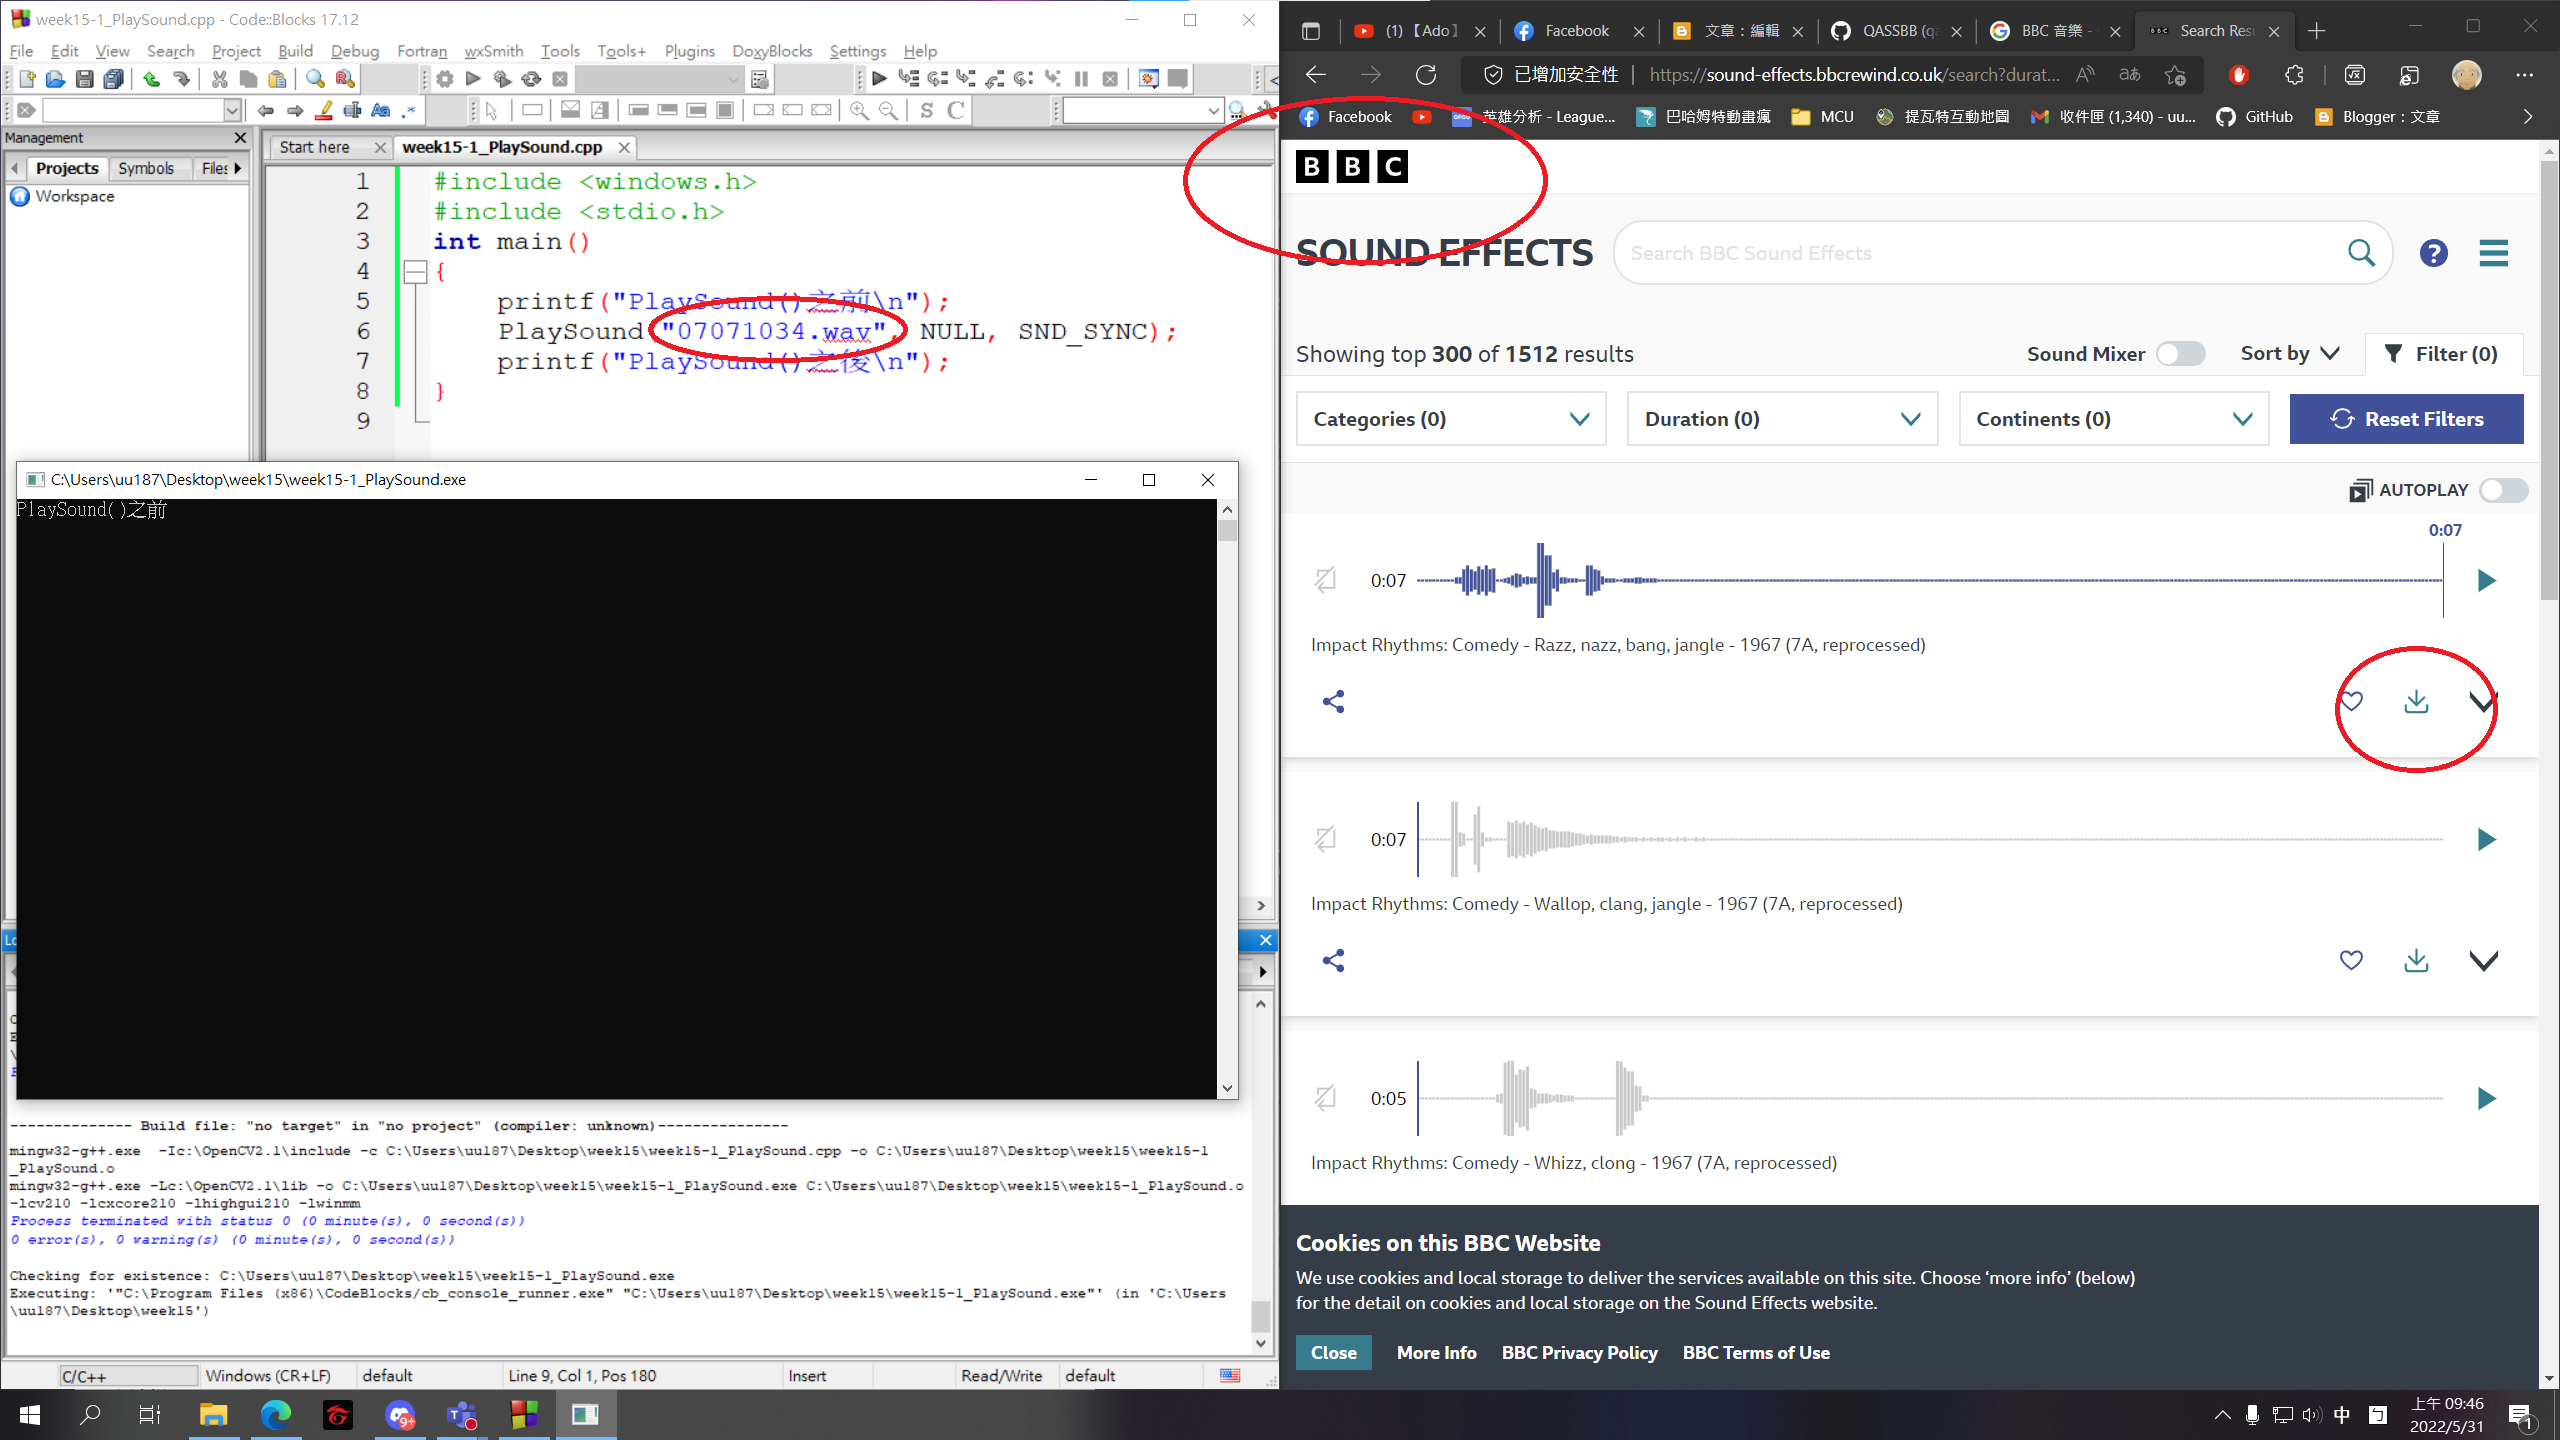 week15-1_PlaySound.cpp - Code::Blocks 17.12
File Edit View Search Project Build Debug Fortran wxSmith Tools Tools+ Plugins DoxyBlocks Settings Help
Management
Projects Symbols Files
Workspace
Start here
week15-1_PlaySound.cpp
1 #include <windows.h>
2 #include <stdio.h>
3 int main()
4 {
5 printf("PlaySound()之前\n");
6 PlaySound("07071034.wav", NULL, SND_SYNC);
7 printf("PlaySound()之後\n");
8 }
9
C:\Users\uu187\Desktop\week15\week15-1_PlaySound.exe
PlaySound()之前
-------------- Build file: "no target" in "no project" (compiler: unknown)---------------
mingw32-g++.exe -Ic:\OpenCV2.1\include -c C:\Users\uu187\Desktop\week15\week15-1_PlaySound.cpp -o C:\Users\uu187\Desktop\week15\week15-1
_PlaySound.o
mingw32-g++.exe -Lc:\OpenCV2.1\lib -o C:\Users\uu187\Desktop\week15\week15-1_PlaySound.exe C:\Users\uu187\Desktop\week15\week15-1_PlaySound.o
-lcv210 -lcxcore210 -lhighgui210 -lwinmm
Process terminated with status 0 (0 minute(s), 0 second(s))
0 error(s), 0 warning(s) (0 minute(s), 0 second(s))
Checking for existence: C:\Users\uu187\Desktop\week15\week15-1_PlaySound.exe
Executing: '"C:\Program Files (x86)\CodeBlocks/cb_console_runner.exe" "C:\Users\uu187\Desktop\week15\week15-1_PlaySound.exe"' (in 'C:\Users
\uu187\Desktop\week15')
C/C++ Windows (CR+LF) default Line 9, Col 1, Pos 180 Insert Read/Write default
(1)【Ado】 Facebook 文章：編輯 QASSBB (qa BBC 音樂 - Search Res
已增加安全性 https://sound-effects.bbcrewind.co.uk/search?durat...
Facebook 英雄分析 - League... 巴哈姆特動畫瘋 MCU 提瓦特互動地圖 收件匣 (1,340) - uu... GitHub Blogger：文章
BBC
SOUND EFFECTS
Search BBC Sound Effects
Showing top 300 of 1512 results
Sound Mixer Sort by Filter (0)
Categories (0) Duration (0) Continents (0) Reset Filters
AUTOPLAY
0:07
0:07
Impact Rhythms: Comedy - Razz, nazz, bang, jangle - 1967 (7A, reprocessed)
0:07
Impact Rhythms: Comedy - Wallop, clang, jangle - 1967 (7A, reprocessed)
0:05
Impact Rhythms: Comedy - Whizz, clong - 1967 (7A, reprocessed)
Cookies on this BBC Website
We use cookies and local storage to deliver the services available on this site. Choose ‘more info’ (below)
for the detail on cookies and local storage on the Sound Effects website.
Close More Info BBC Privacy Policy BBC Terms of Use
9+
中 上午 09:46
2022/5/31
1